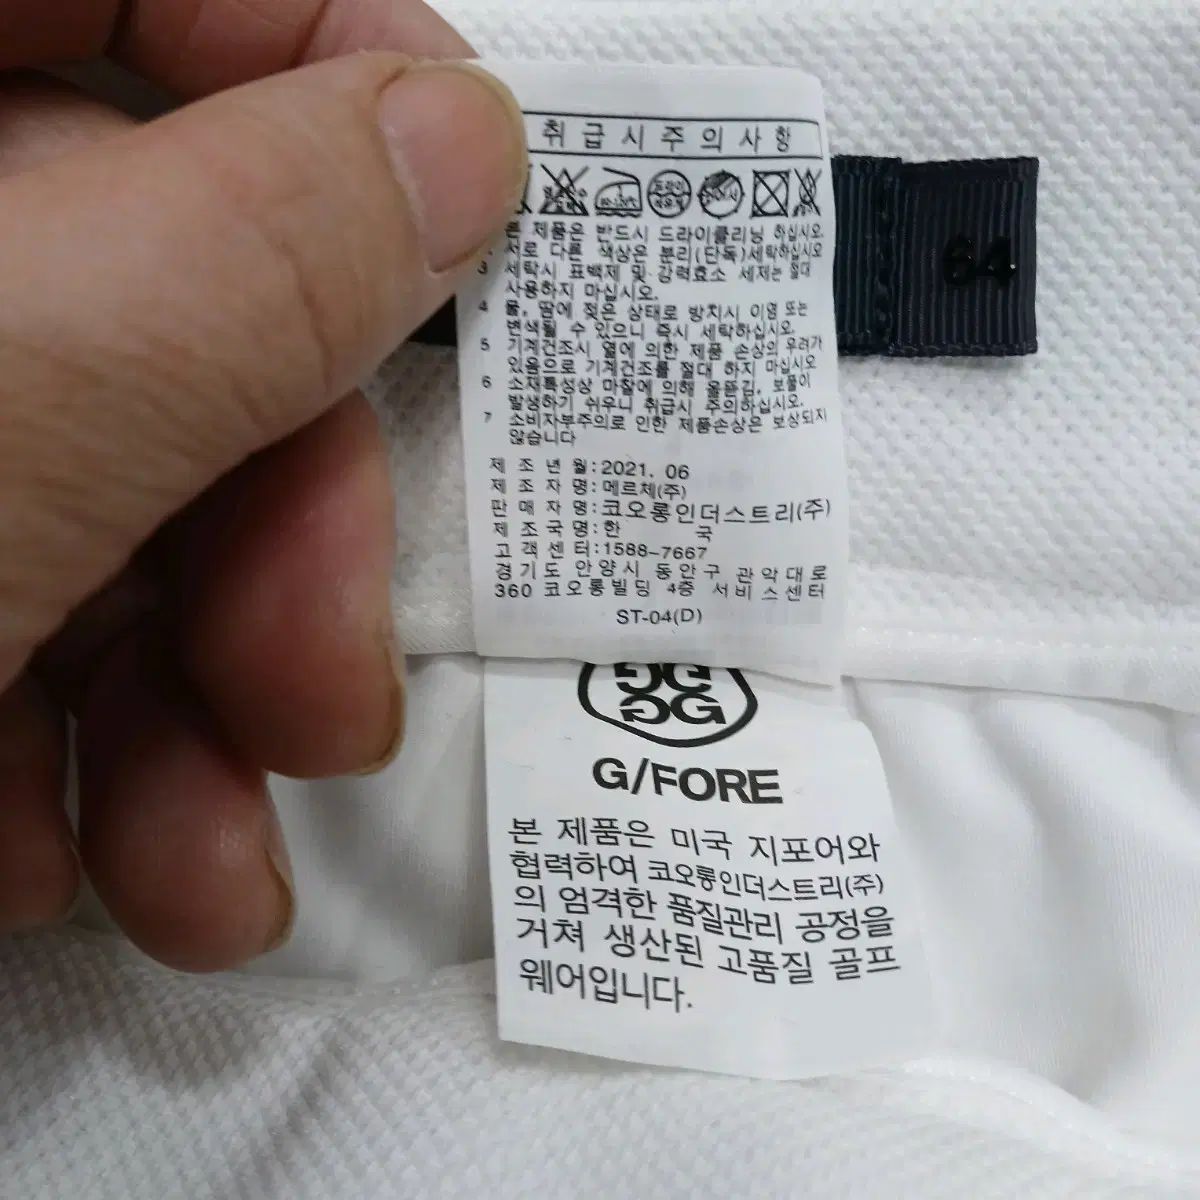 취급시주의사항
64
본 제품은 반드시 드라이클리닝 하십시오.
서로 다른 색상은 분리(단독)세탁하십시오
3 세탁시 표백제 및 강력효소 세제는 절대
사용하지 마십시오.
4 물, 땀에 젖은 상태로 방치시 이염 또는
변색될 수 있으니 즉시 세탁하십시오.
5 기계건조시 열에 의한 제품 손상의 우려가
있음으로 기계건조를 절대 하지 마십시오
6 소재특성상 마찰에 의해 올뜯김, 보풀이
발생하기 쉬우니 취급시 주의하십시오.
7 소비자부주의로 인한 제품손상은 보상되지
않습니다
제 조 년 월:2021. 06
제 조 자 명:메르체(주)
판 매 자 명:코오롱인더스트리(주)
제 조 국 명:한 국
고 객 센 터:1588-7667
경기도 안양시 동안구 관악대로
360 코오롱빌딩 4층 서비스센터
ST-04(D)
G/FORE
본 제품은 미국 지포어와
협력하여 코오롱인더스트리(주)
의 엄격한 품질관리 공정을
거쳐 생산된 고품질 골프
웨어입니다.